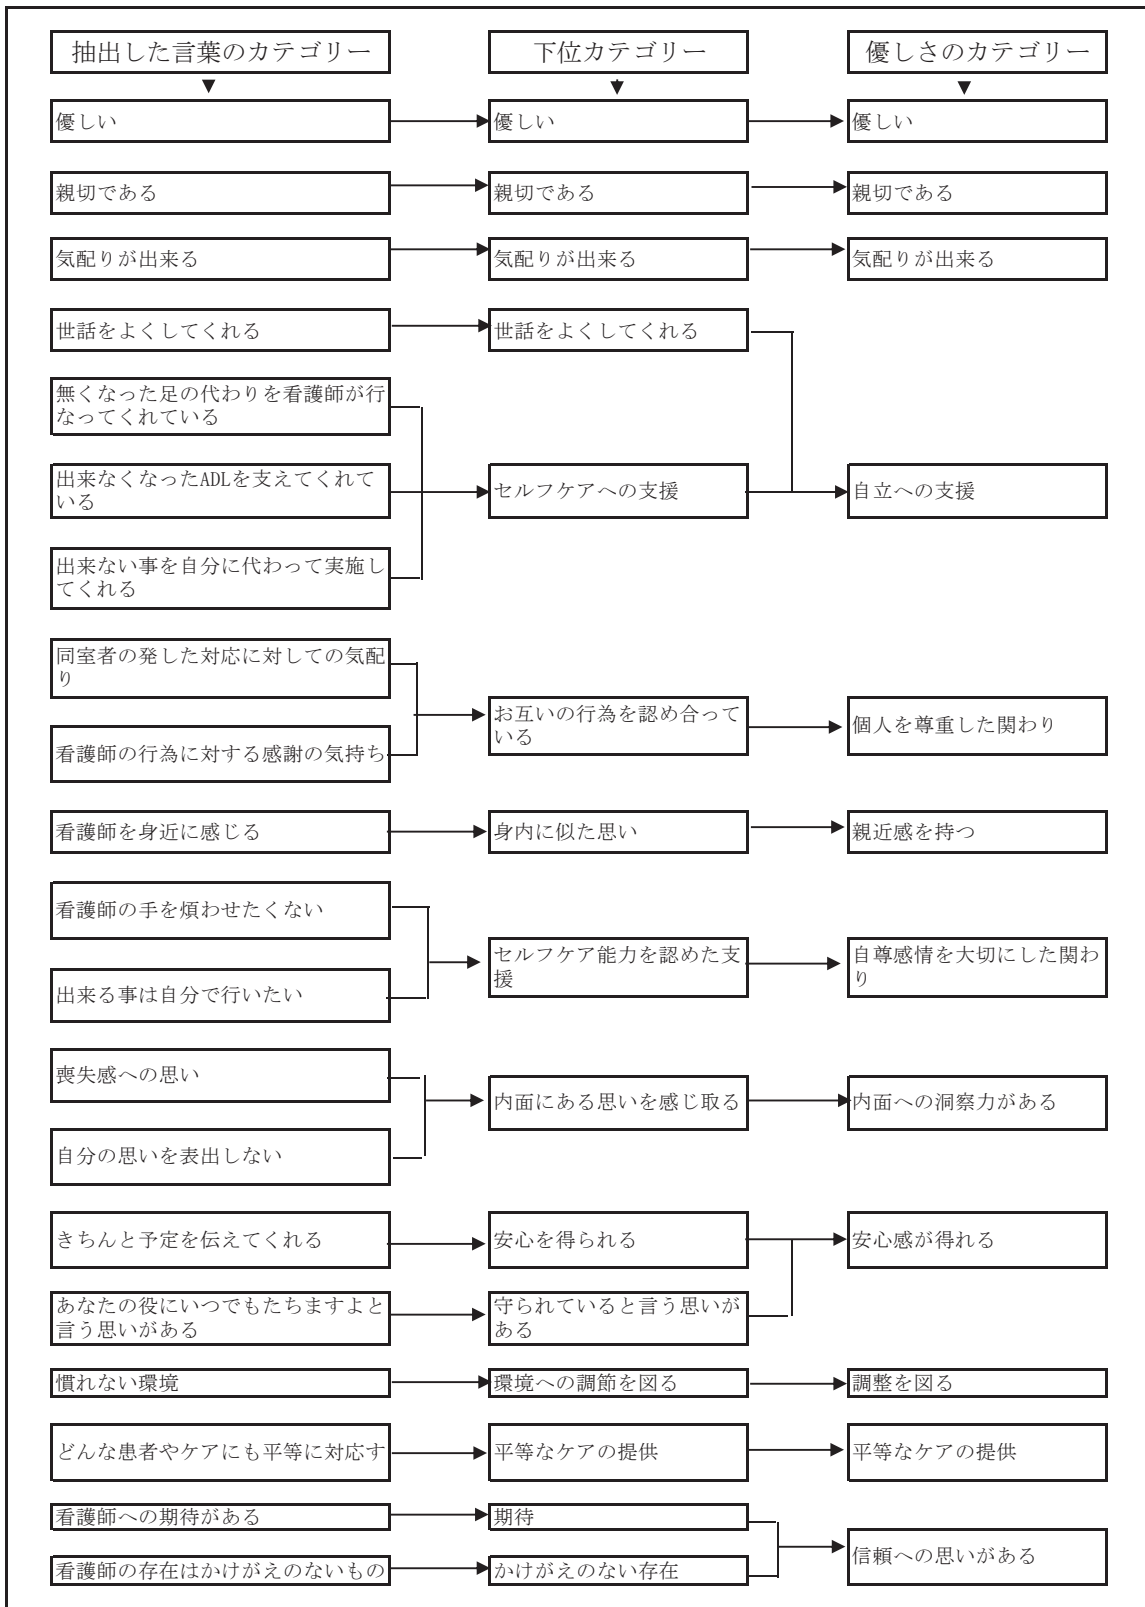 抽出した言葉のカテゴリー
下位カテゴリー
優しさのカテゴリー
優しい
優しい
優しい
親切である
親切である
親切である
気配りが出来る
気配りが出来る
気配りが出来る
世話をよくしてくれる
世話をよくしてくれる
無くなった足の代わりを看護師が行
なってくれている
出来なくなったADLを支えてくれて
いる
セルフケアへの支援
自立への支援
出来ない事を自分に代わって実施し
てくれる
同室者の発した対応に対しての気配
り
お互いの行為を認め合って
いる
個人を尊重した関わり
看護師の行為に対する感謝の気持ち
看護師を身近に感じる
身内に似た思い
親近感を持つ
看護師の手を煩わせたくない
セルフケア能力を認めた支
援
自尊感情を大切にした関わ
り
出来る事は自分で行いたい
喪失感への思い
内面にある思いを感じ取る
内面への洞察力がある
自分の思いを表出しない
きちんと予定を伝えてくれる
安心を得られる
安心感が得れる
あなたの役にいつでもたちますよと
言う思いがある
守られていると言う思いが
ある
慣れない環境
環境への調節を図る
調整を図る
どんな患者やケアにも平等に対応す
平等なケアの提供
平等なケアの提供
看護師への期待がある
期待
信頼への思いがある
看護師の存在はかけがえのないもの
かけがえのない存在